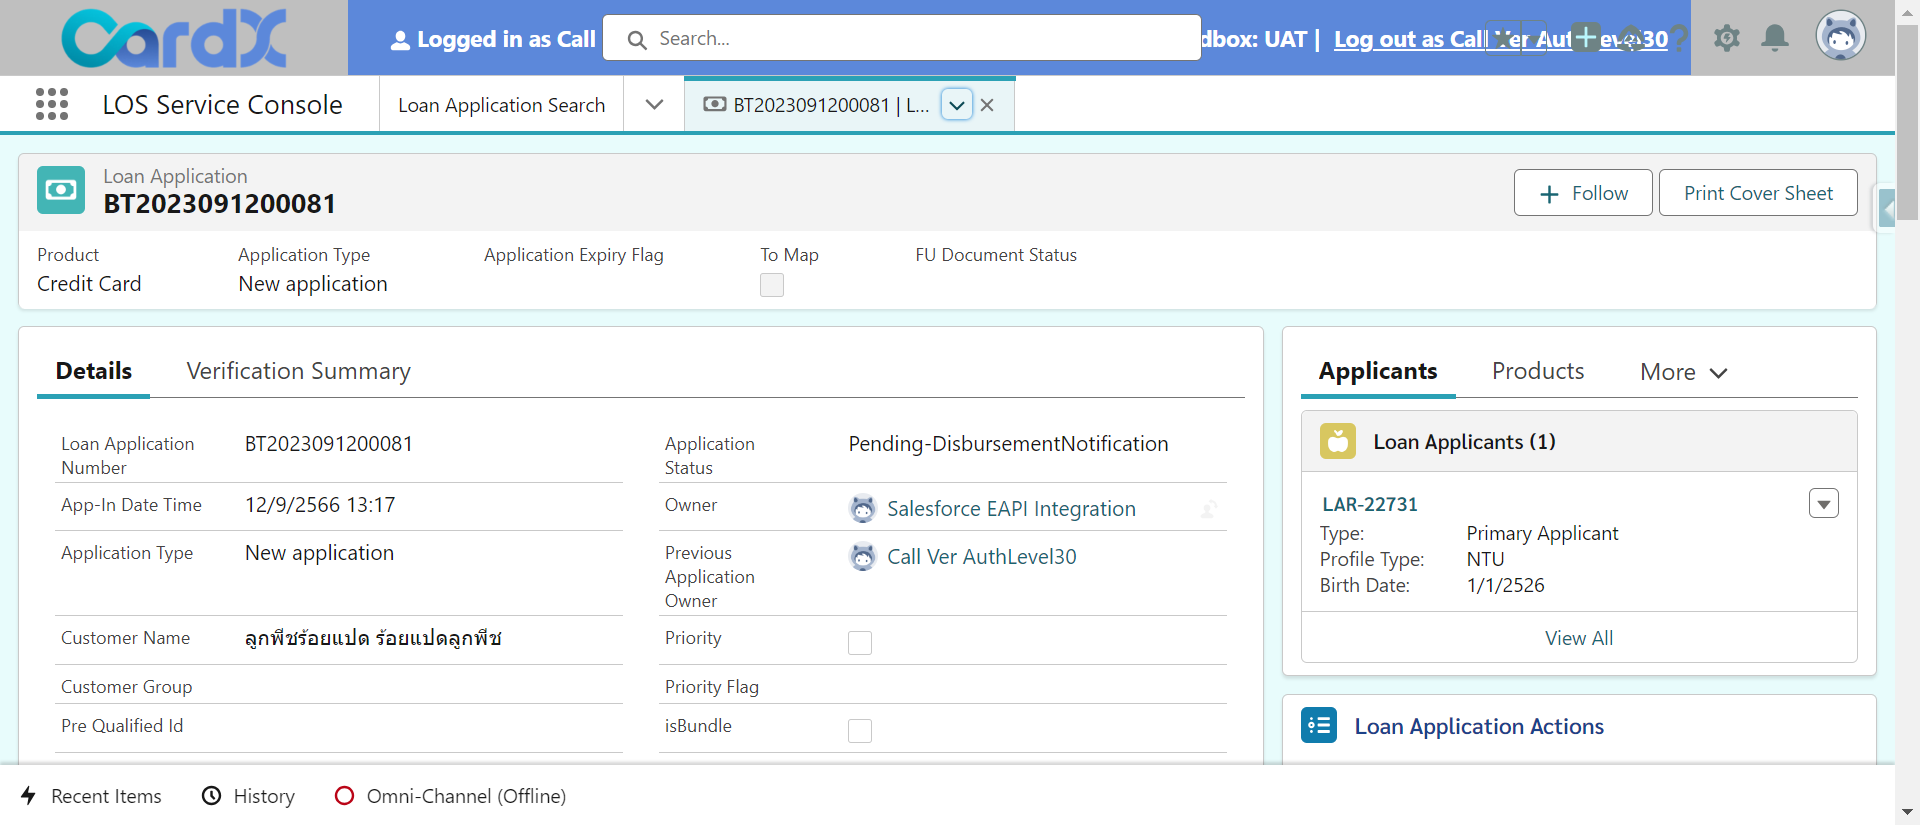 CardX
Logged in as Call
Search...
dbox: UAT |
Log out as Call Ver AuthLevel30
LOS Service Console
Loan Application Search
BT2023091200081 | L...
Loan Application
BT2023091200081
Follow
Print Cover Sheet
Product
Application Type
Application Expiry Flag
To Map
FU Document Status
Credit Card
New application
Details
Verification Summary
Loan Application Number
BT2023091200081
Application Status
Pending-DisbursementNotification
App-In Date Time
12/9/2566 13:17
Owner
Salesforce EAPI Integration
Application Type
New application
Previous Application Owner
Call Ver AuthLevel30
Customer Name
ลูกพีชร้อยแปด ร้อยแปดลูกพีช
Priority
Customer Group
Priority Flag
Pre Qualified Id
isBundle
Applicants
Products
More
Loan Applicants (1)
LAR-22731
Type:
Primary Applicant
Profile Type:
NTU
Birth Date:
1/1/2526
View All
Loan Application Actions
Recent Items
History
Omni-Channel (Offline)